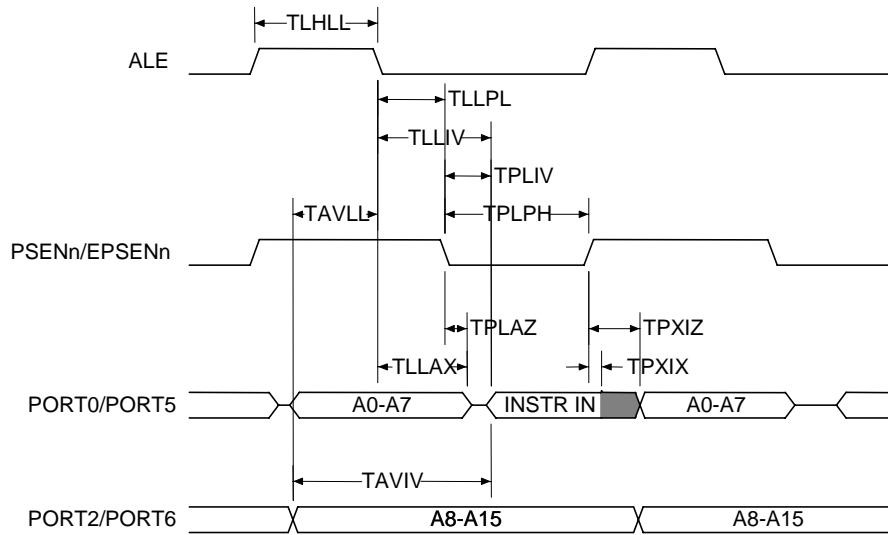 TLHLL
ALE
TLLPL
TLLIV
TPLIV
TAVLL
TPLPH
PSENn/EPSENn
TPLAZ
TPXIZ
TLLAX
TPXIX
PORT0/PORT5
A0-A7
INSTR IN
A0-A7
TAVIV
PORT2/PORT6
A8-A15
A8-A15